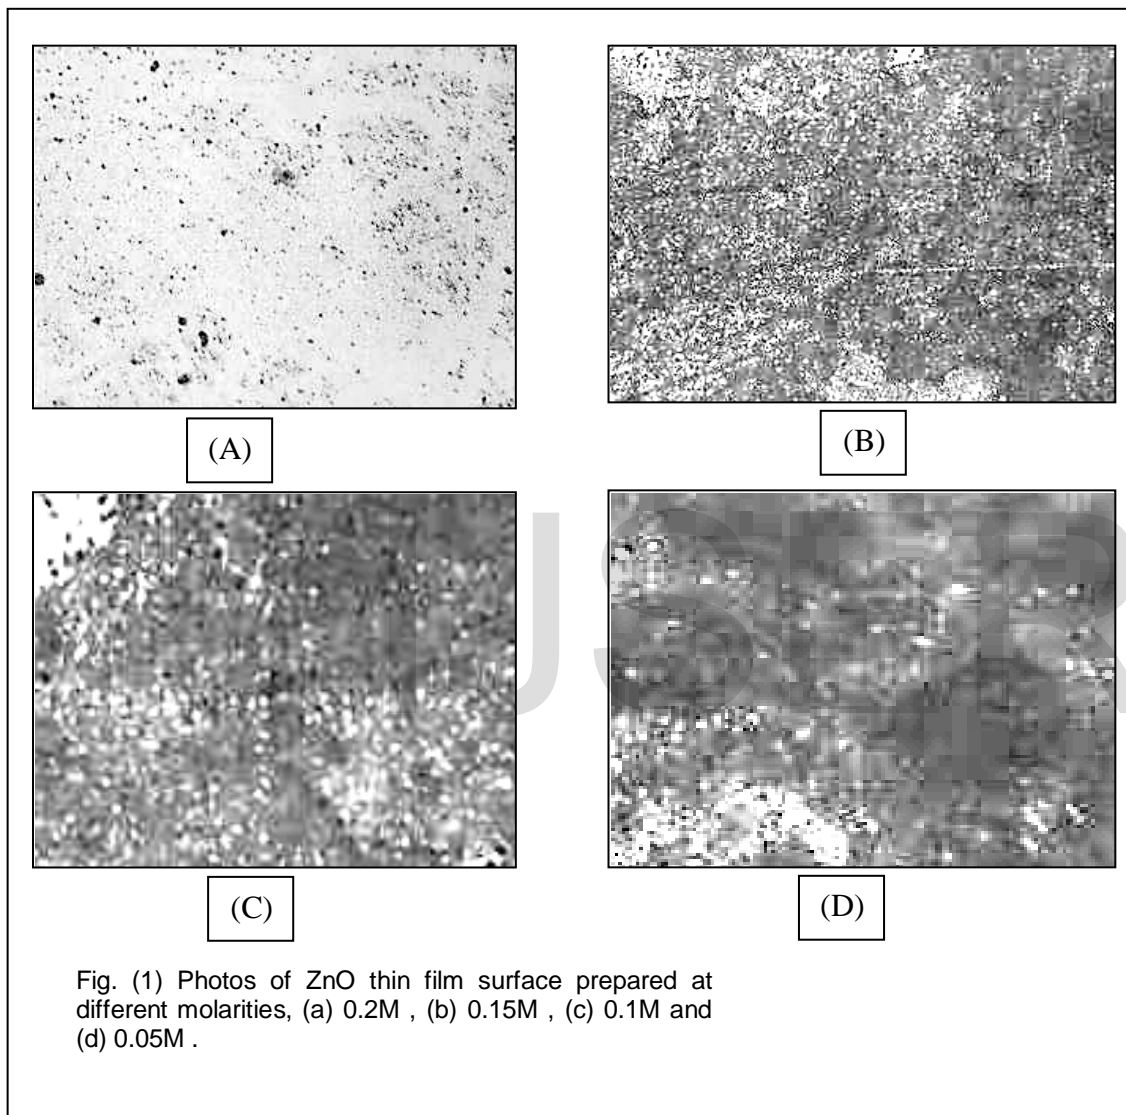 (A)
(B)
(C)
(D)
IJSER
Fig. (1) Photos of ZnO thin film surface prepared at
different molarities, (a) 0.2M , (b) 0.15M , (c) 0.1M and
(d) 0.05M .